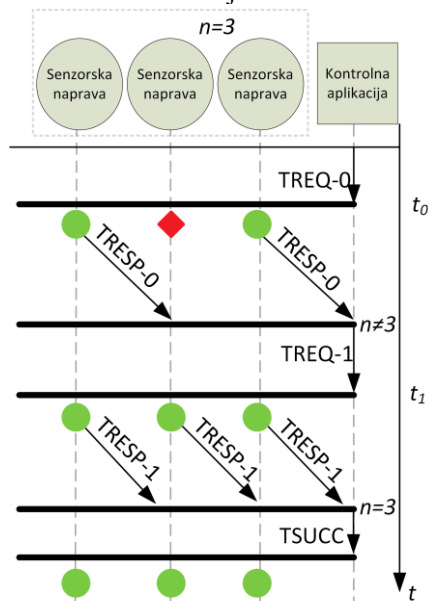 n=3
Senzorska
naprava
Senzorska
naprava
Senzorska
naprava
Kontrolna
aplikacija
TREQ-0
t0
TRESP-0
TRESP-0
n≠3
TREQ-1
t1
TRESP-1
TRESP-1
TRESP-1
n=3
TSUCC
t